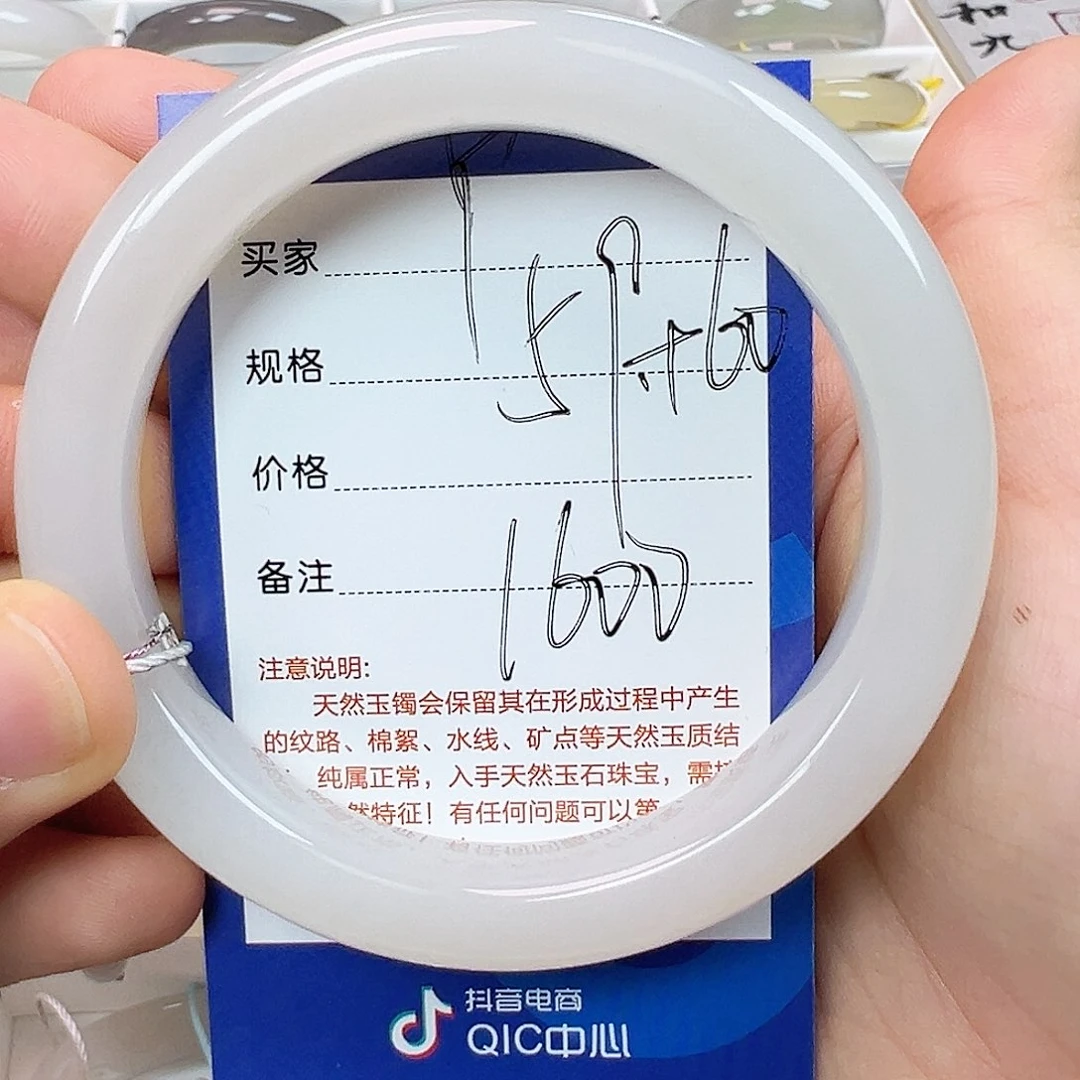 和
九
买家
规格
价格
备注 1600
注意说明:
天然玉镯会保留其在形成过程中产生
的纹路、棉絮、水线、矿点等天然玉质结
纯属正常，入手天然玉石珠宝，需
然特征！有任何问题可以第
抖音电商
QIC中心